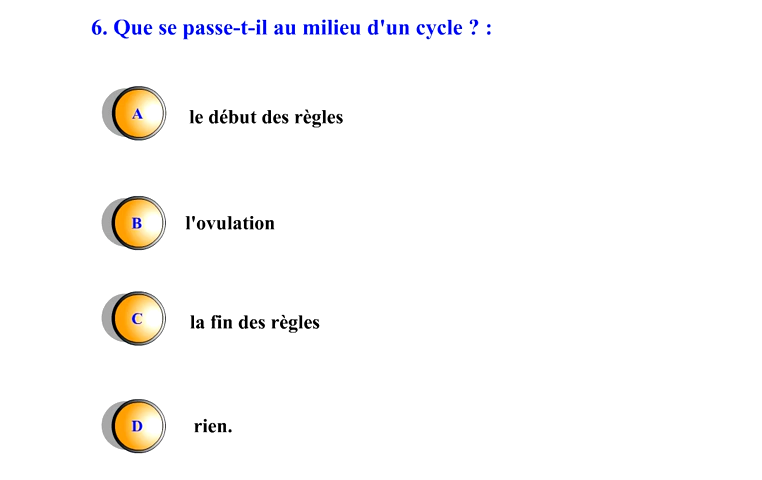 6. Que se passe-t-il au milieu d'un cycle ? :
A le début des règles
B l'ovulation
C la fin des règles
D rien.